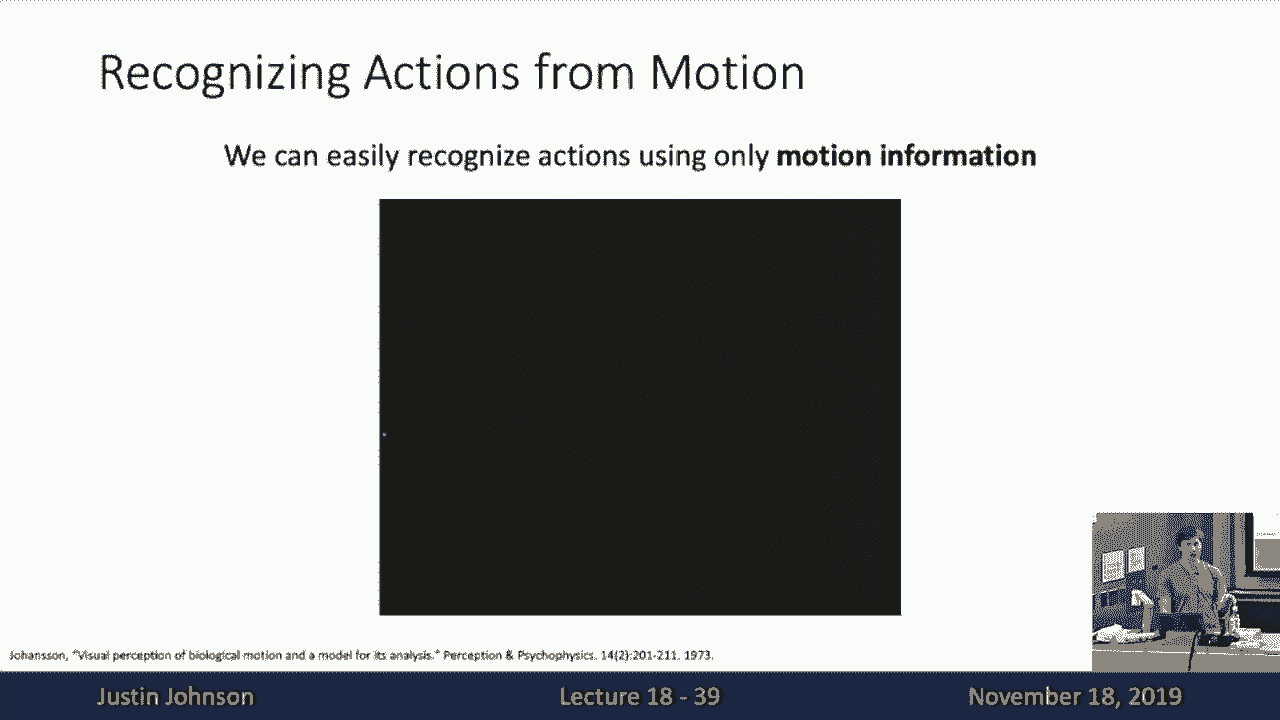 Recognizing Actions from Motion
We can easily recognize actions using only motion information
Johansson, "Visual perception of biological motion and a model for its analysis." Perception & Psychophysics. 14(2):201-211. 1973.
Justin Johnson
Lecture 18 - 39
November 18, 2019